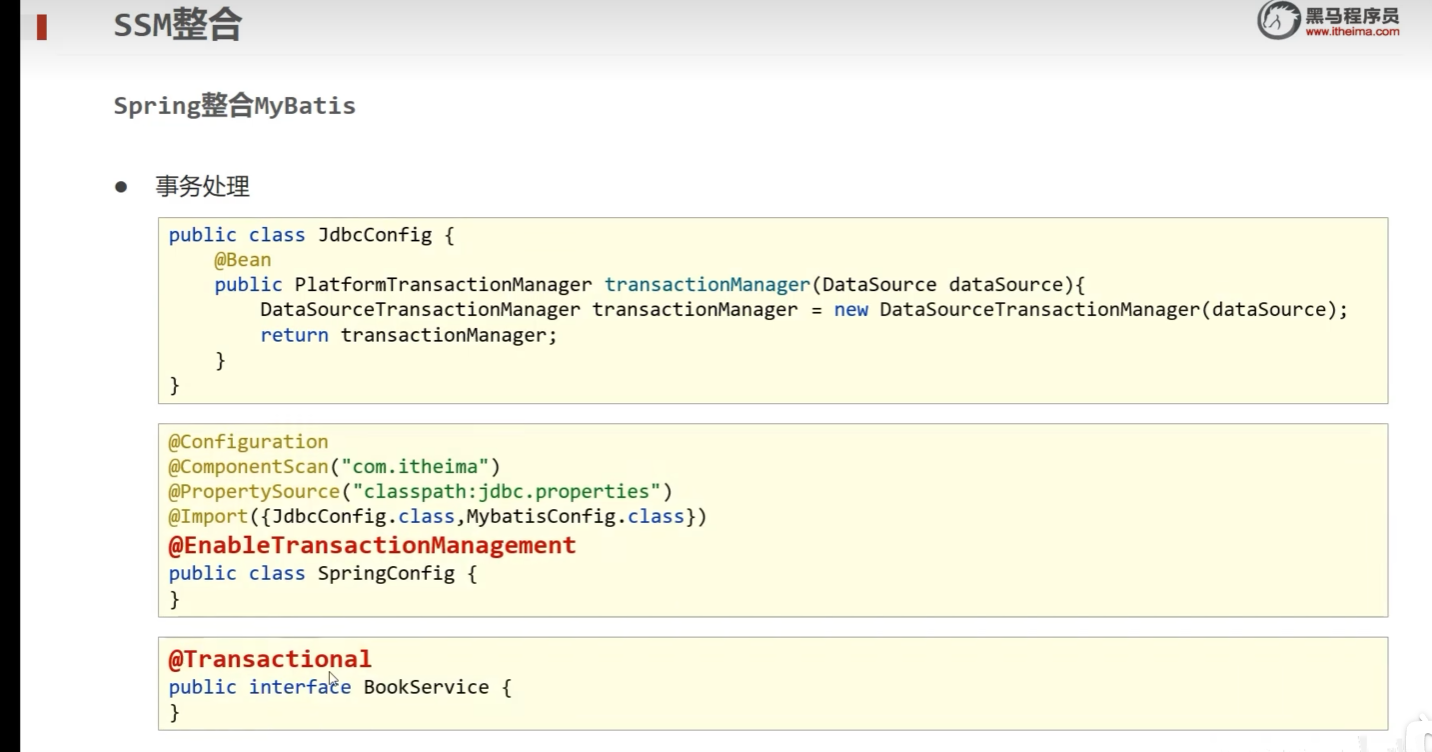 SSM整合
黑马程序员
www.itheima.com
Spring整合MyBatis
● 事务处理
public class JdbcConfig {
    @Bean
    public PlatformTransactionManager transactionManager(DataSource dataSource){
        DataSourceTransactionManager transactionManager = new DataSourceTransactionManager(dataSource);
        return transactionManager;
    }
}
@Configuration
@ComponentScan("com.itheima")
@PropertySource("classpath:jdbc.properties")
@Import({JdbcConfig.class,MybatisConfig.class})
@EnableTransactionManagement
public class SpringConfig {
}
@Transactional
public interface BookService {
}